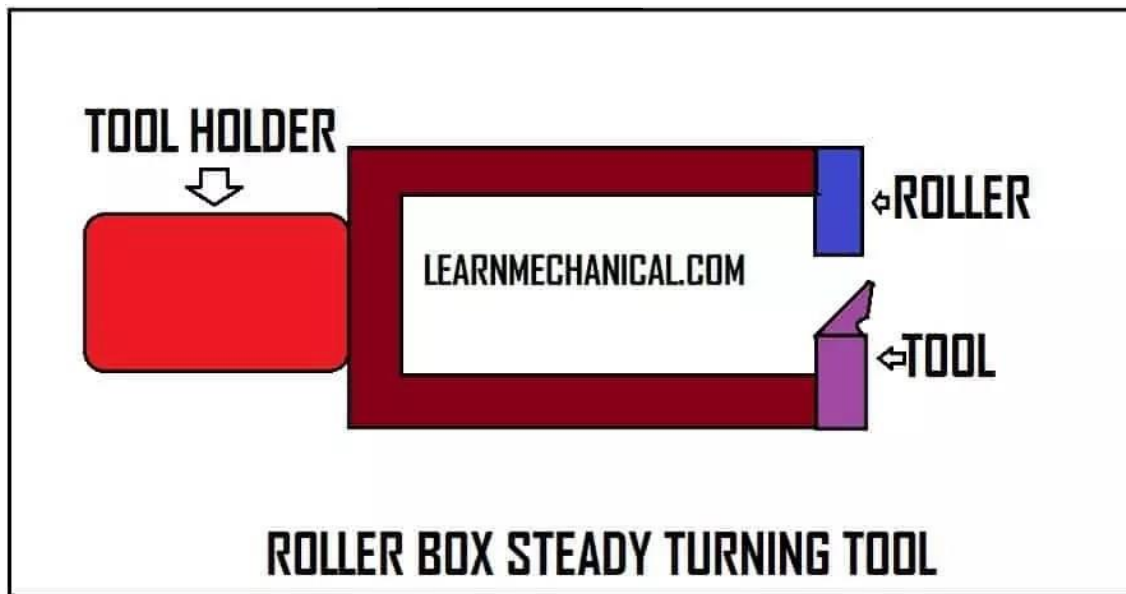 TOOL HOLDER
ROLLER
LEARNMECHANICAL.COM
TOOL
ROLLER BOX STEADY TURNING TOOL